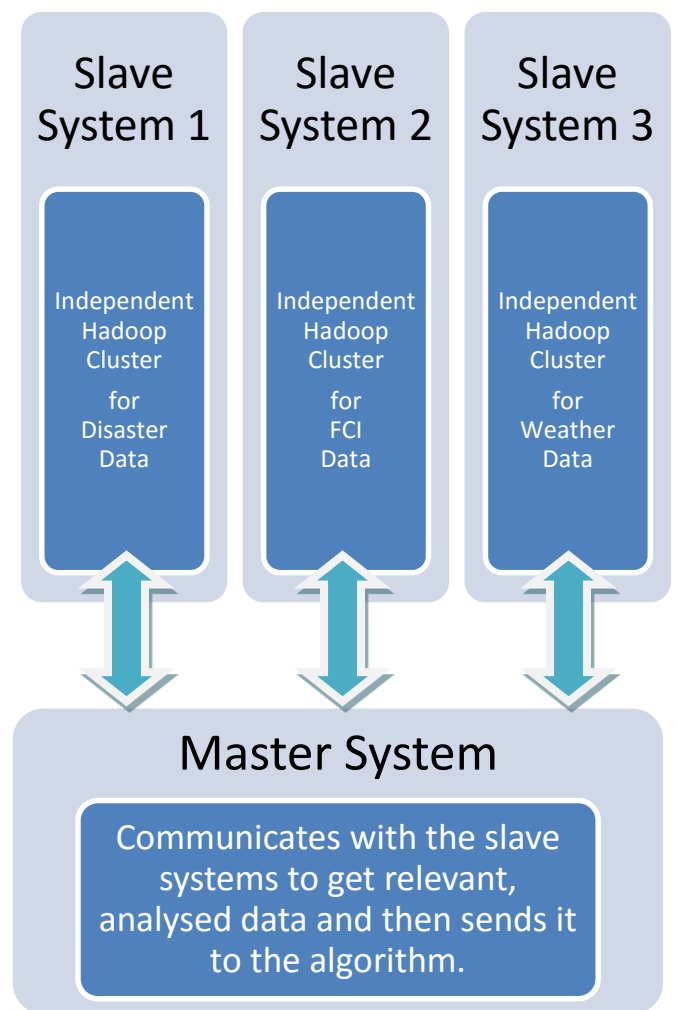 Slave
System 1
Independent
Hadoop
Cluster
for
Disaster
Data
Slave
System 2
Independent
Hadoop
Cluster
for
FCI
Data
Slave
System 3
Independent
Hadoop
Cluster
for
Weather
Data
Master System
Communicates with the slave
systems to get relevant,
analysed data and then sends it
to the algorithm.